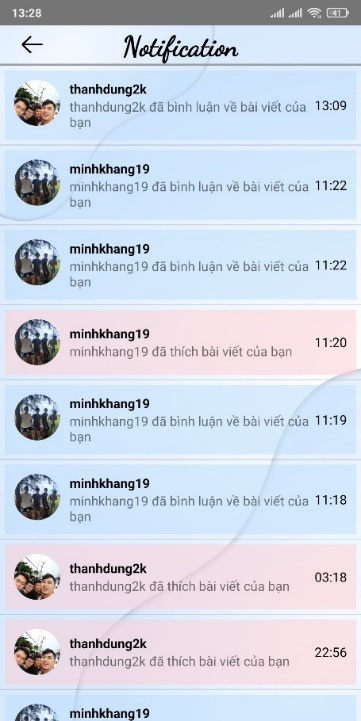 13:28
41
Notification
thanhdung2k
thanhdung2k đã bình luận về bài viết của
bạn
13:09
minhkhang19
minhkhang19 đã bình luận về bài viết của
bạn
11:22
minhkhang19
minhkhang19 đã bình luận về bài viết của
bạn
11:22
minhkhang19
minhkhang19 đã thích bài viết của bạn
11:20
minhkhang19
minhkhang19 đã bình luận về bài viết của
bạn
11:19
minhkhang19
minhkhang19 đã bình luận về bài viết của
bạn
11:18
thanhdung2k
thanhdung2k đã thích bài viết của bạn
03:18
thanhdung2k
thanhdung2k đã thích bài viết của bạn
22:56
minhkhang19